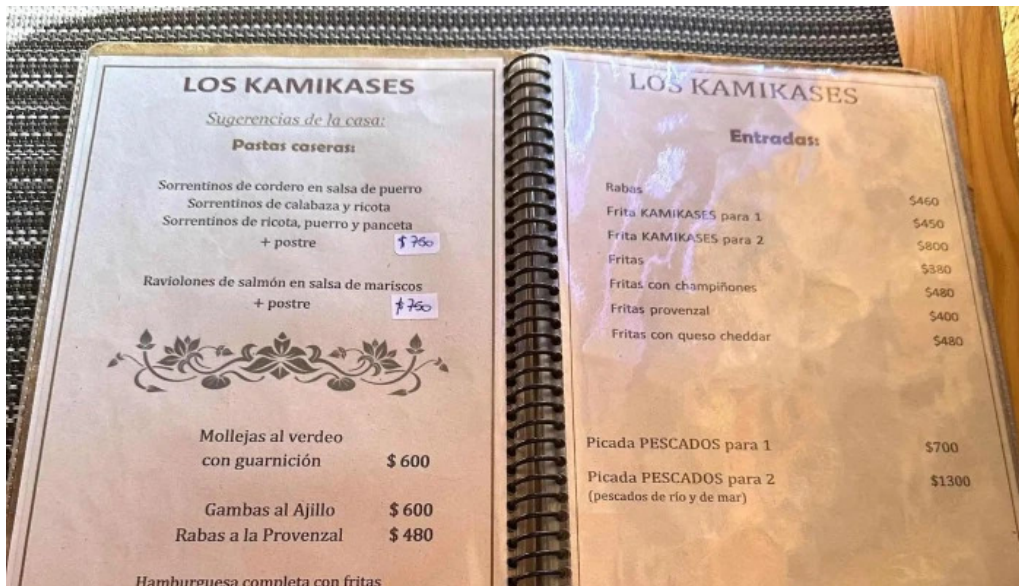 LOS KAMIKASES
Sugerencias de la casa:
Pastas caseras:
Sorrentinos de cordero en salsa de puerro
Sorrentinos de calabaza y ricota
Sorrentinos de ricota, puerro y panceta
+ postre $750
Raviolones de salmón en salsa de mariscos
+ postre $750
Mollejas al verdeo
con guarnición $ 600
Gambas al Ajillo $ 600
Rabas a la Provenzal $ 480
Hamburguesa completa con fritas
LOS KAMIKASES
Entradas:
Rabas $460
Frita KAMIKASES para 1 $450
Frita KAMIKASES para 2 $800
Fritas $380
Fritas con champiñones $480
Fritas provenzal $400
Fritas con queso cheddar $480
Picada PESCADOS para 1 $700
Picada PESCADOS para 2 $1300
(pescados de río y de mar)